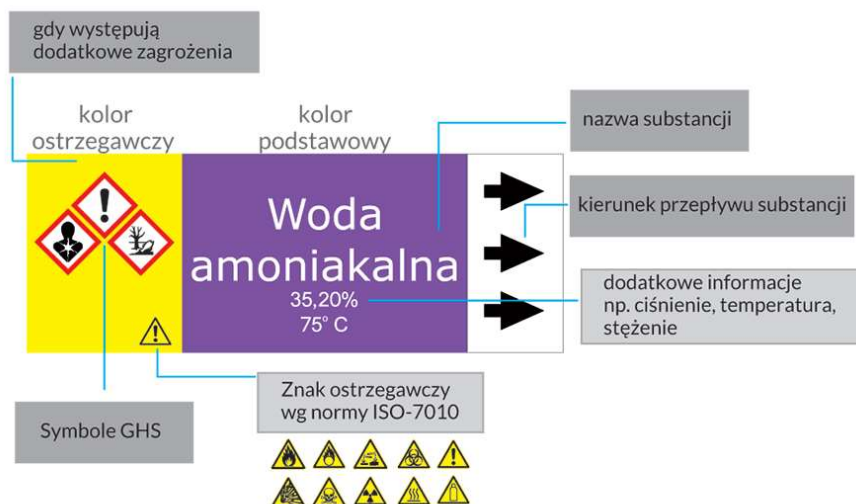 gdy występują
dodatkowe zagrożenia
kolor
ostrzegawczy
kolor
podstawowy
nazwa substancji
Woda
amoniakalna
35,20%
75° C
kierunek przepływu substancji
dodatkowe informacje
np. ciśnienie, temperatura,
stężenie
Symbole GHS
Znak ostrzegawczy
wg normy ISO-7010